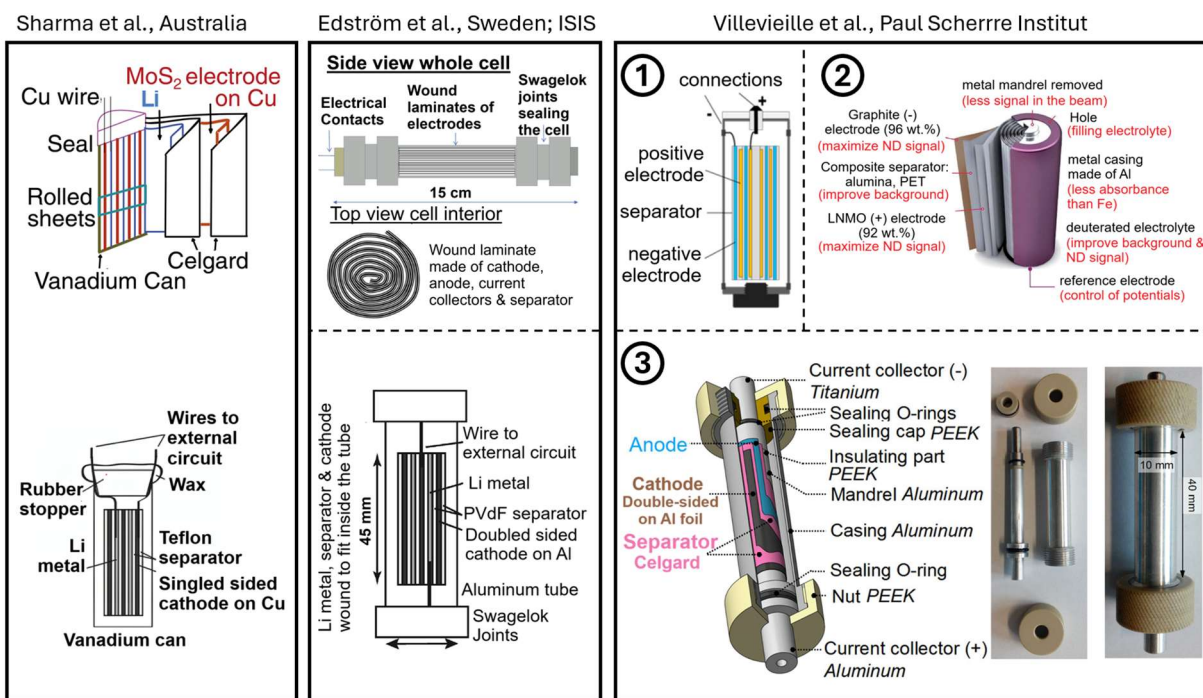 Sharma et al., Australia
Edström et al., Sweden; ISIS
Villevieille et al., Paul Scherrre Institut
MoS2 electrode
on Cu
Cu wire
Li
Seal
Rolled
sheets
Celgard
Vanadium Can
Wires to
external
circuit
Rubber
stopper
Wax
Li
metal
Teflon
separator
Singled sided
cathode on Cu
Vanadium can
Side view whole cell
Electrical
Contacts
Wound
laminates of
electrodes
Swagelok
joints
sealing
the cell
15 cm
Top view cell interior
Wound laminate
made of cathode,
anode, current
collectors & separator
Li metal, separator & cathode
wound to fit inside the tube
45 mm
Wire to
external circuit
Li metal
PVdF separator
Doubled sided
cathode on Al
Aluminum tube
Swagelok
Joints
1
connections
-
+
positive
electrode
separator
negative
electrode
2
metal mandrel removed
(less signal in the beam)
Hole
(filling electrolyte)
Graphite (-)
electrode (96 wt.%)
(maximize ND signal)
Composite separator:
alumina, PET
(improve background)
LNMO (+) electrode
(92 wt.%)
(maximize ND signal)
metal casing
made of Al
(less absorbance
than Fe)
deuterated electrolyte
(improve background &
ND signal)
reference electrode
(control of potentials)
3
Current collector (-)
Titanium
Sealing O-rings
Sealing cap PEEK
Anode
Insulating part
PEEK
Cathode
Double-sided
on Al foil
Mandrel Aluminum
Separator
Celgard
Casing Aluminum
Sealing O-ring
Nut PEEK
Current collector (+)
Aluminum
10 mm
40 mm